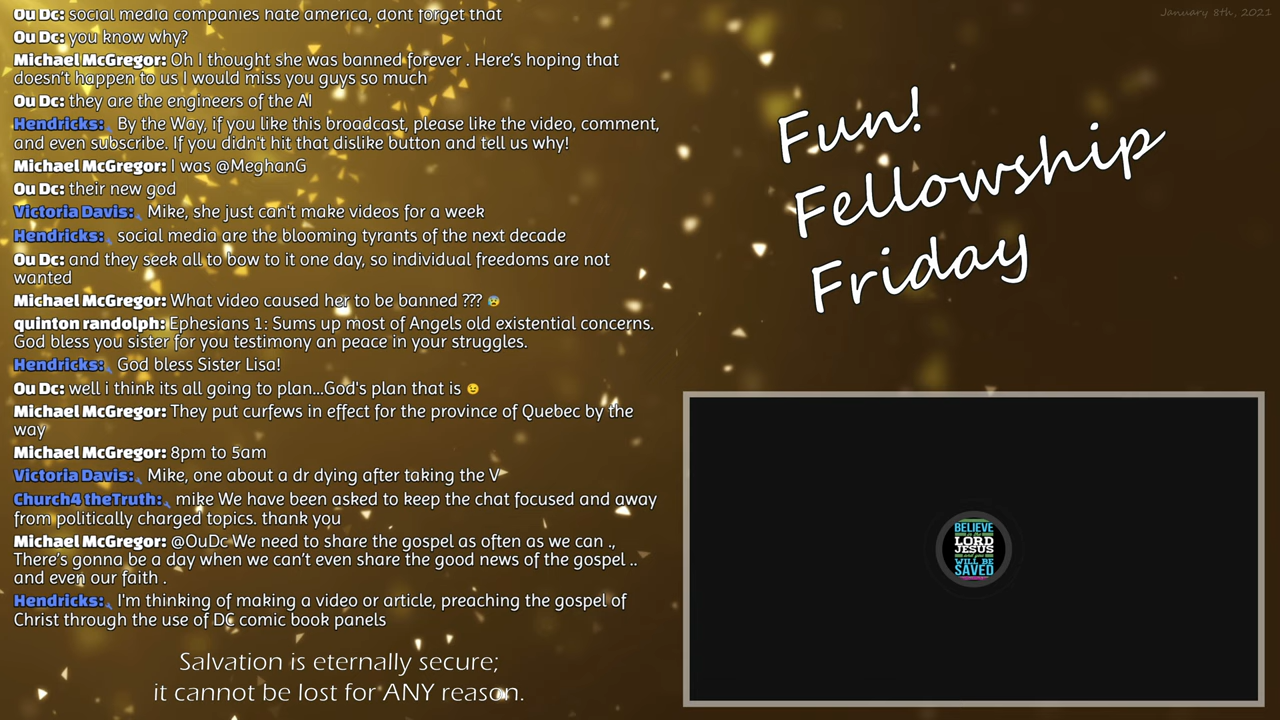 Ou Dc: social media companies hate america, dont forget that
Ou Dc: you know why?
Michael McGregor: Oh I thought she was banned forever . Here's hoping that
doesn't happen to us I would miss you guys so much
Ou Dc: they are the engineers of the AI
Hendricks: By the Way, if you like this broadcast, please like the video, comment,
and even subscribe. If you didn't hit that dislike button and tell us why!
Michael McGregor: I was @MeghanG
Ou Dc: their new god
Victoria Davis: Mike, she just can't make videos for a week
Hendricks: social media are the blooming tyrants of the next decade
Ou Dc: and they seek all to bow to it one day, so individual freedoms are not
wanted
Michael McGregor: What video caused her to be banned ??? 😰
quinton randolph: Ephesians 1: Sums up most of Angels old existential concerns.
God bless you sister for you testimony an peace in your struggles.
Hendricks: God bless Sister Lisa!
Ou Dc: well i think its all going to plan...God's plan that is 😉
Michael McGregor: They put curfews in effect for the province of Quebec by the
way
Michael McGregor: 8pm to 5am
Victoria Davis: Mike, one about a dr dying after taking the V
Church4theTruth: mike We have been asked to keep the chat focused and away
from politically charged topics. thank you
Michael McGregor: @OuDc We need to share the gospel as often as we can .,
There's gonna be a day when we can't even share the good news of the gospel ..
and even our faith .
Hendricks: I'm thinking of making a video or article, preaching the gospel of
Christ through the use of DC comic book panels
Salvation is eternally secure;
it cannot be lost for ANY reason.
January 8th, 2021
Fun!
Fellowship
Friday
BELIEVE
LORD
JESUS
WILL BE
SAVED